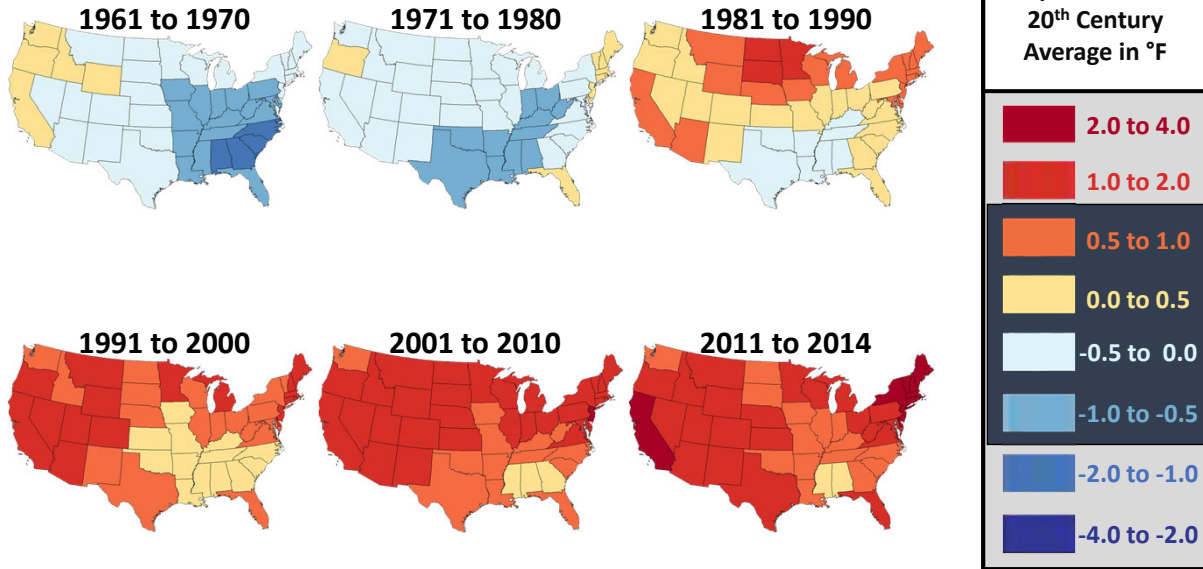 1961 to 1970
1971 to 1980
1981 to 1990
1991 to 2000
2001 to 2010
2011 to 2014
20th Century
Average in °F
2.0 to 4.0
1.0 to 2.0
0.5 to 1.0
0.0 to 0.5
-0.5 to 0.0
-1.0 to -0.5
-2.0 to -1.0
-4.0 to -2.0